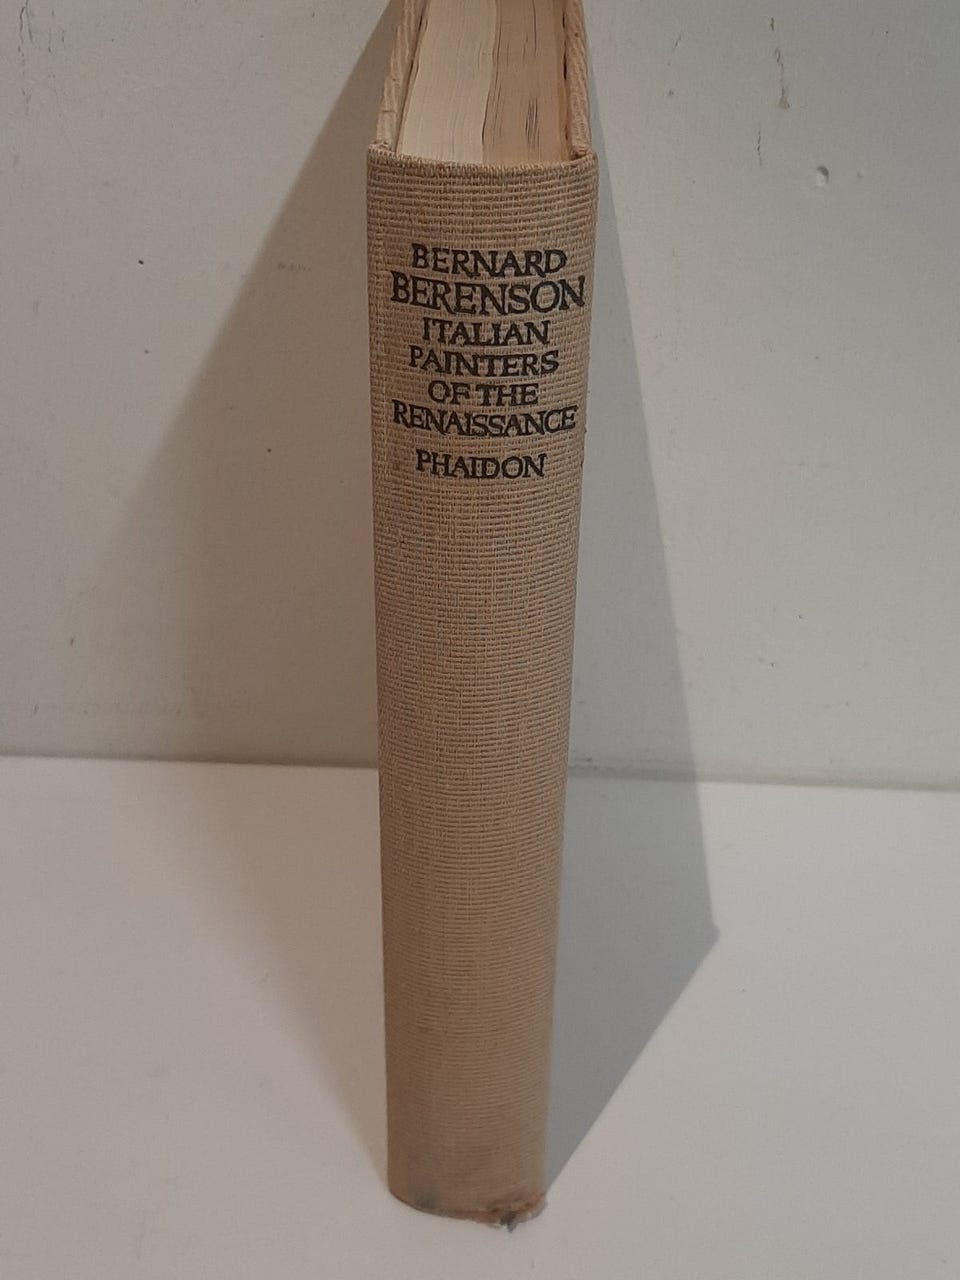 BERNARD
BERENSON
ITALIAN
PAINTERS
OF THE
RENAISSANCE
PHAIDON